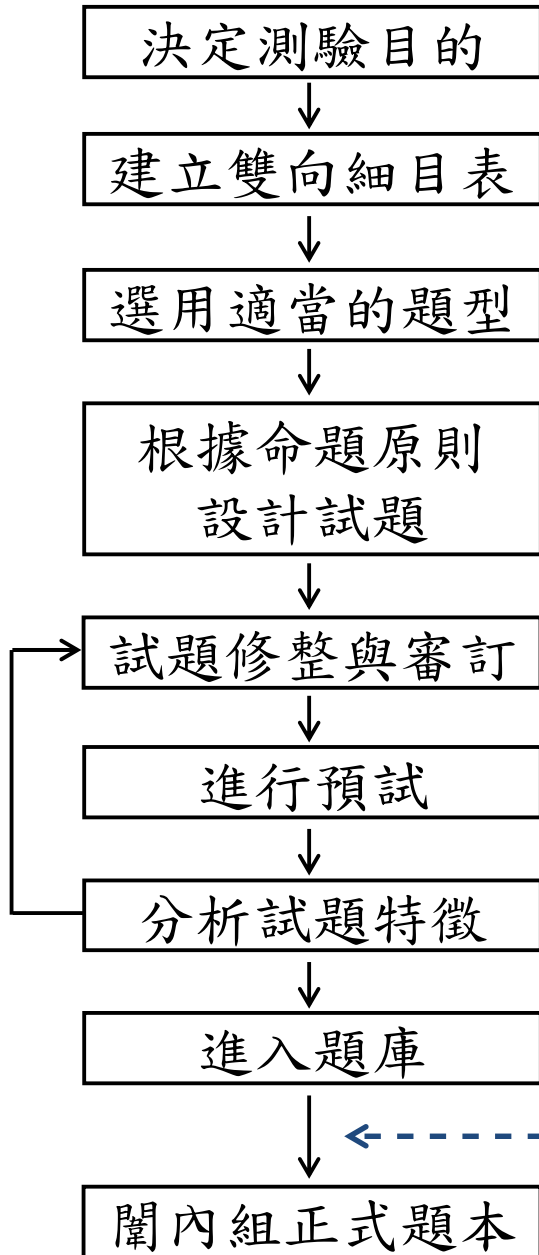 決定測驗目的
建立雙向細目表
選用適當的題型
根據命題原則
設計試題
試題修整與審訂
進行預試
分析試題特徵
進入題庫
闈內組正式題本